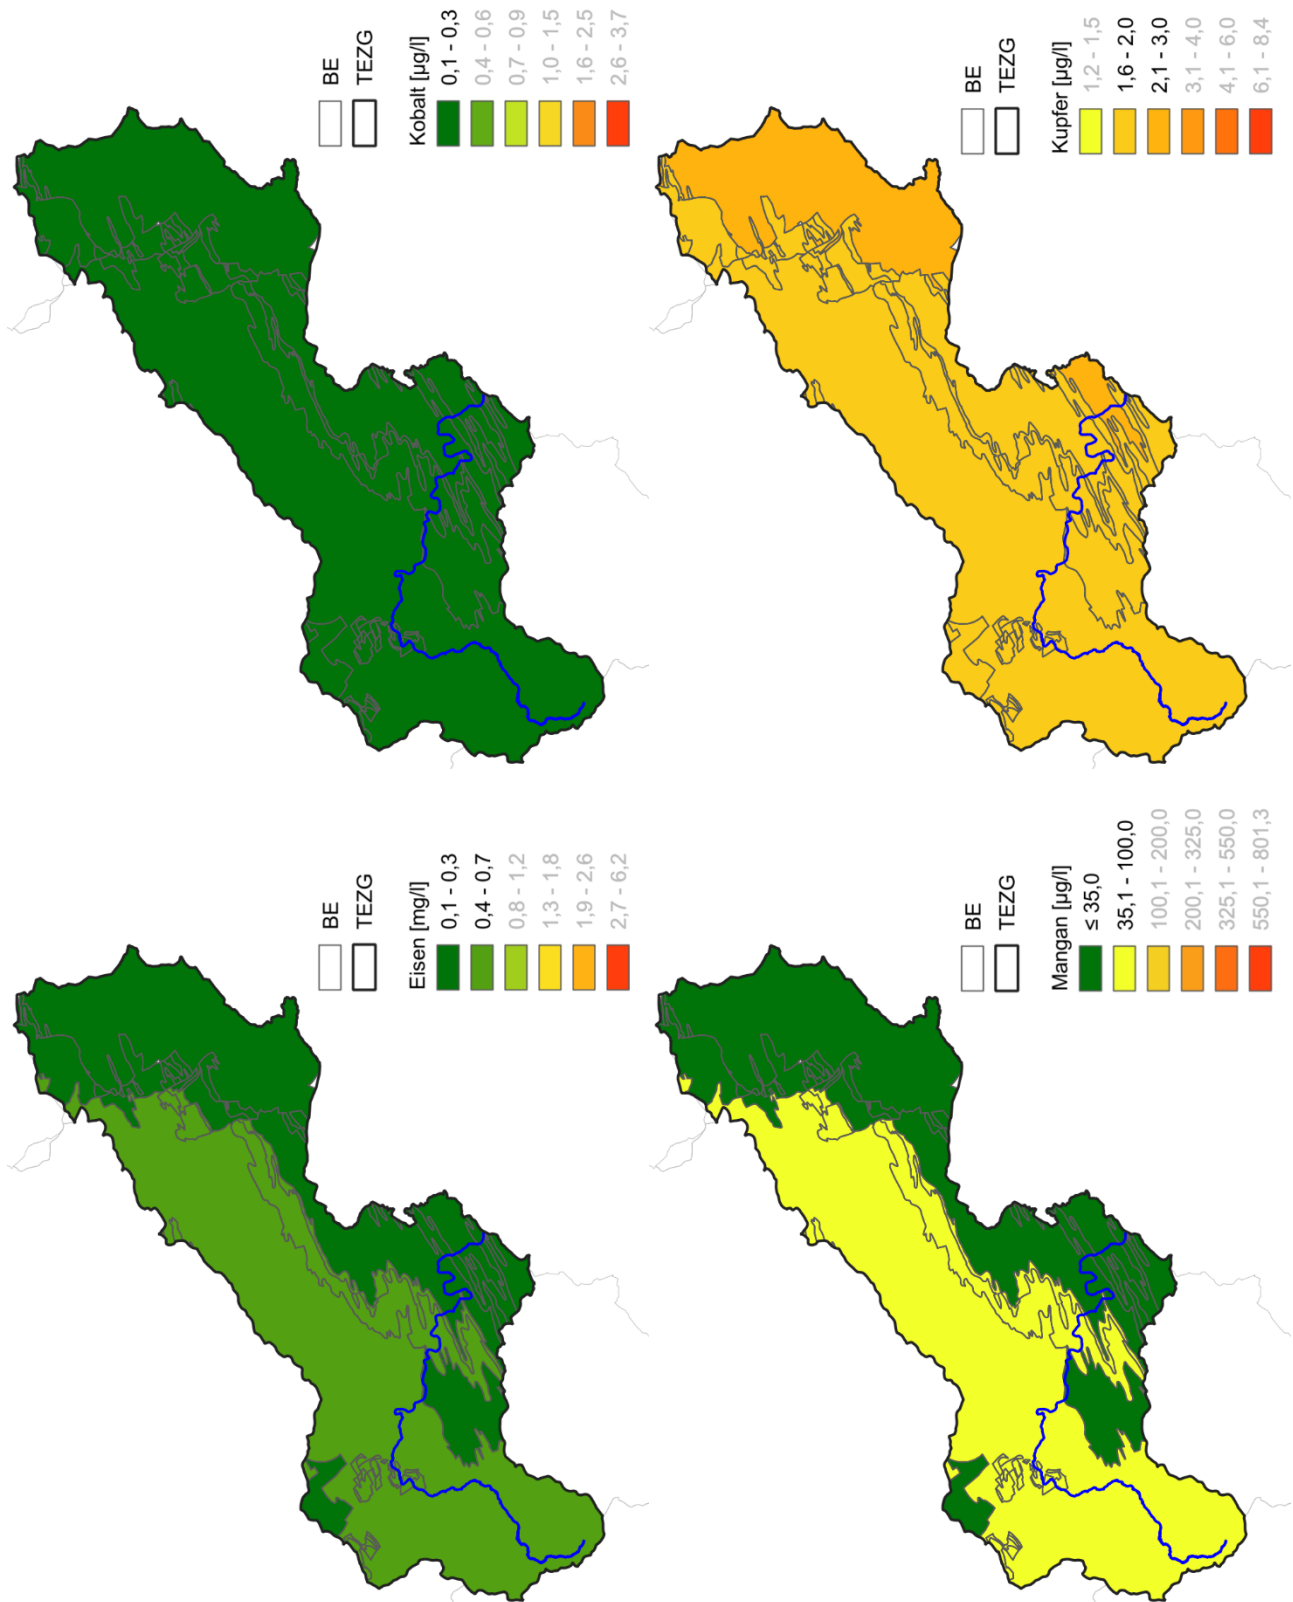 BE
TEZG
Kobalt [µg/l]
0,1 - 0,3
0,4 - 0,6
0,7 - 0,9
1,0 - 1,5
1,6 - 2,5
2,6 - 3,7
BE
TEZG
Kupfer [µg/l]
1,2 - 1,5
1,6 - 2,0
2,1 - 3,0
3,1 - 4,0
4,1 - 6,0
6,1 - 8,4
BE
TEZG
Eisen [mg/l]
0,1 - 0,3
0,4 - 0,7
0,8 - 1,2
1,3 - 1,8
1,9 - 2,6
2,7 - 6,2
BE
TEZG
Mangan [µg/l]
≤ 35,0
35,1 - 100,0
100,1 - 200,0
200,1 - 325,0
325,1 - 550,0
550,1 - 801,3